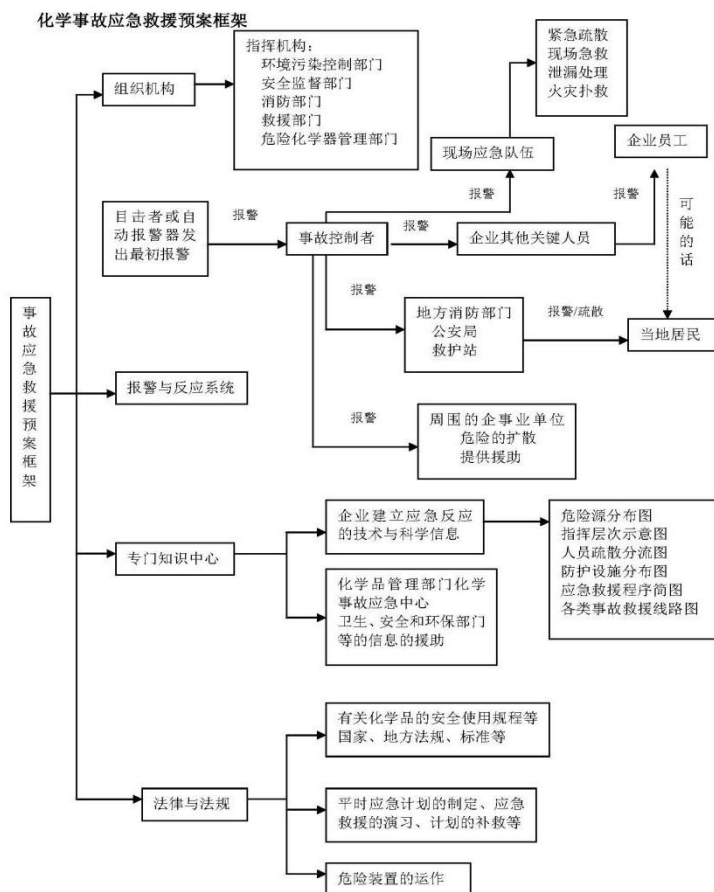 化学事故应急救援预案框架
指挥机构：
环境污染控制部门
安全监督部门
消防部门
救援部门
危险化学器管理部门
组织机构
紧急疏散
现场急救
泄漏处理
火灾扑救
现场应急队伍
企业员工
报警
报警
可能的话
目击者或自
动报警器发
出最初报警
报警
事故控制者
报警
企业其他关键人员
报警
地方消防部门
公安局
救护站
报警/疏散
当地居民
事故应急救援预案框架
报警与反应系统
报警
周围的企事业单位
危险的扩散
提供援助
专门知识中心
企业建立应急反应
的技术与科学信息
危险源分布图
指挥层次示意图
人员疏散分流图
防护设施分布图
应急救援程序简图
各类事故救援线路图
化学品管理部门化学
事故应急中心
卫生、安全和环保部门
等的信息的援助
有关化学品的安全使用规程等
国家、地方法规、标准等
法律与法规
平时应急计划的制定、应急
救援的演习、计划的补救等
危险装置的运作